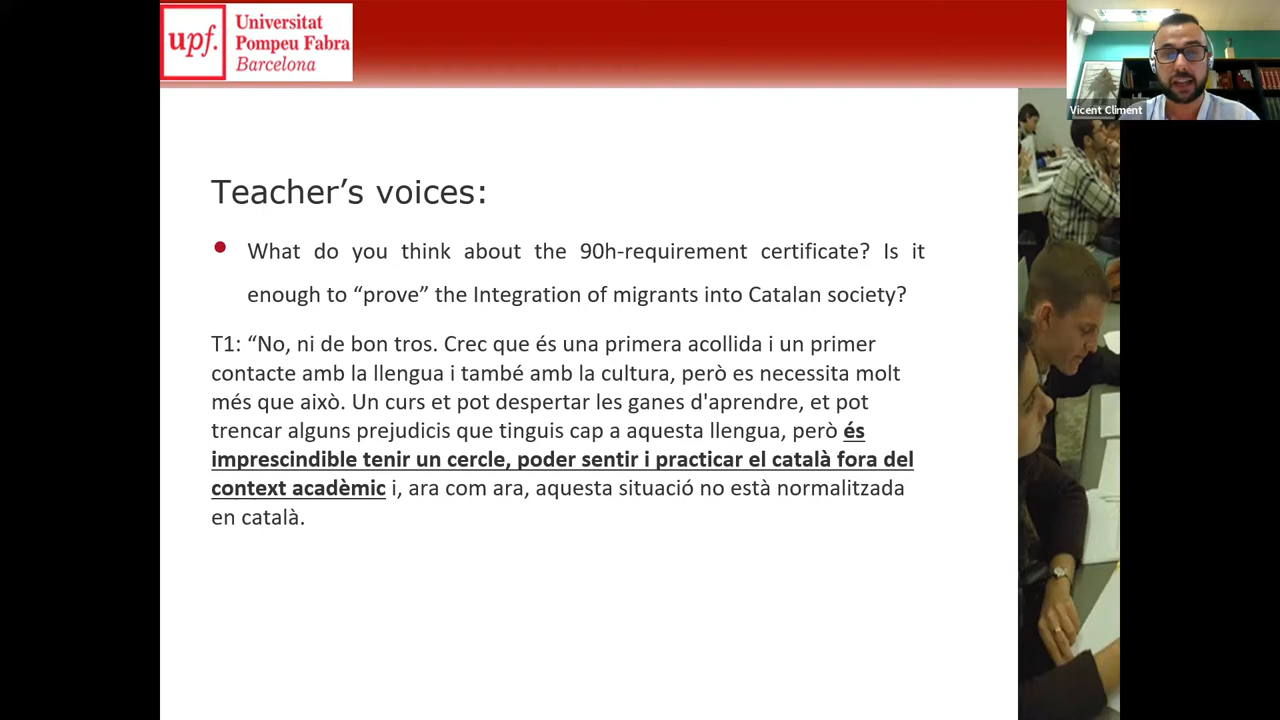 upf.
Universitat
Pompeu Fabra
Barcelona
Vicent Climent
Teacher’s voices:
What do you think about the 90h-requirement certificate? Is it
enough to “prove” the Integration of migrants into Catalan society?
T1: “No, ni de bon tros. Crec que és una primera acollida i un primer
contacte amb la llengua i també amb la cultura, però es necessita molt
més que això. Un curs et pot despertar les ganes d'aprendre, et pot
trencar alguns prejudicis que tinguis cap a aquesta llengua, però és
imprescindible tenir un cercle, poder sentir i practicar el català fora del
context acadèmic i, ara com ara, aquesta situació no està normalitzada
en català.